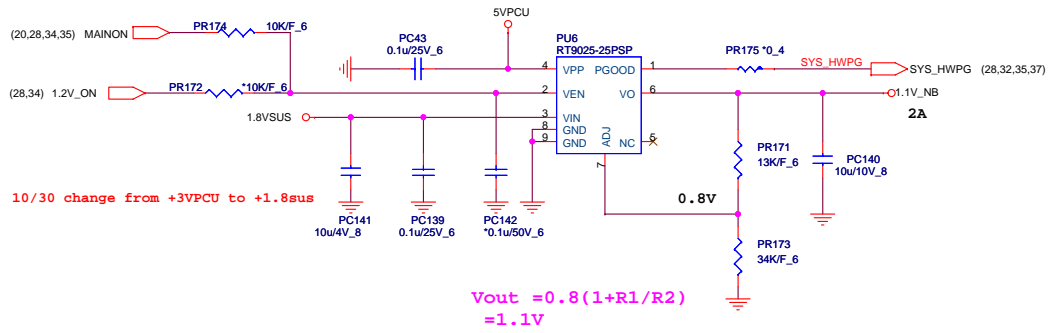 5VPCU
(20,28,34,35) MAINON
PR174
10K/F_6
PC43
0.1u/25V_6
PU6
RT9025-25PSP
PR175 *0_4
SYS_HWPG
SYS_HWPG (28,32,35,37)
4 VPP
PGOOD 1
(28,34) 1.2V_ON
PR172
*10K/F_6
2 VEN
VO 6
1.1V_NB
2A
1.8VSUS
3 VIN
8 GND
9 GND
ADJ
NC 5
7
PR171
13K/F_6
PC140
10u/10V_8
10/30 change from +3VPCU to +1.8sus
PC141
10u/4V_8
PC139
0.1u/25V_6
PC142
*0.1u/50V_6
0.8V
PR173
34K/F_6
Vout =0.8(1+R1/R2)
=1.1V